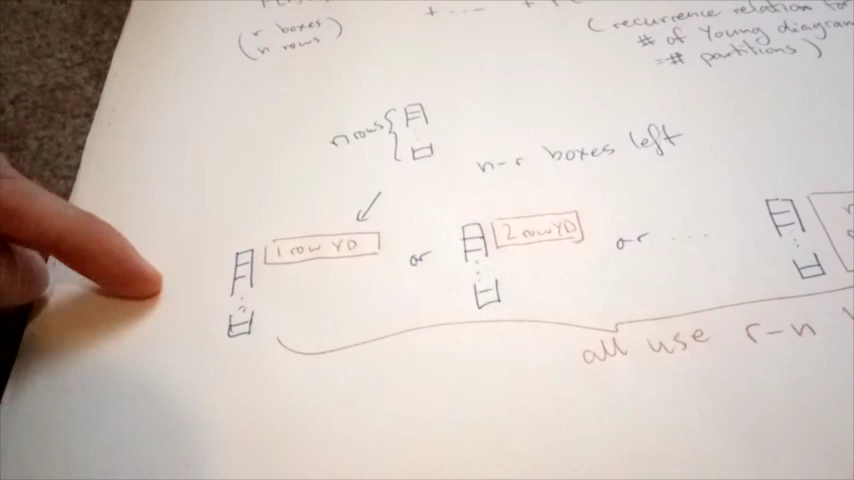 + .... +
(r boxes
n rows)
(recurrence relation for
# of Young diagram
=# partitions)
n rows {
n-r boxes left
1 row YD or 2 row YD or ....
all use r-n